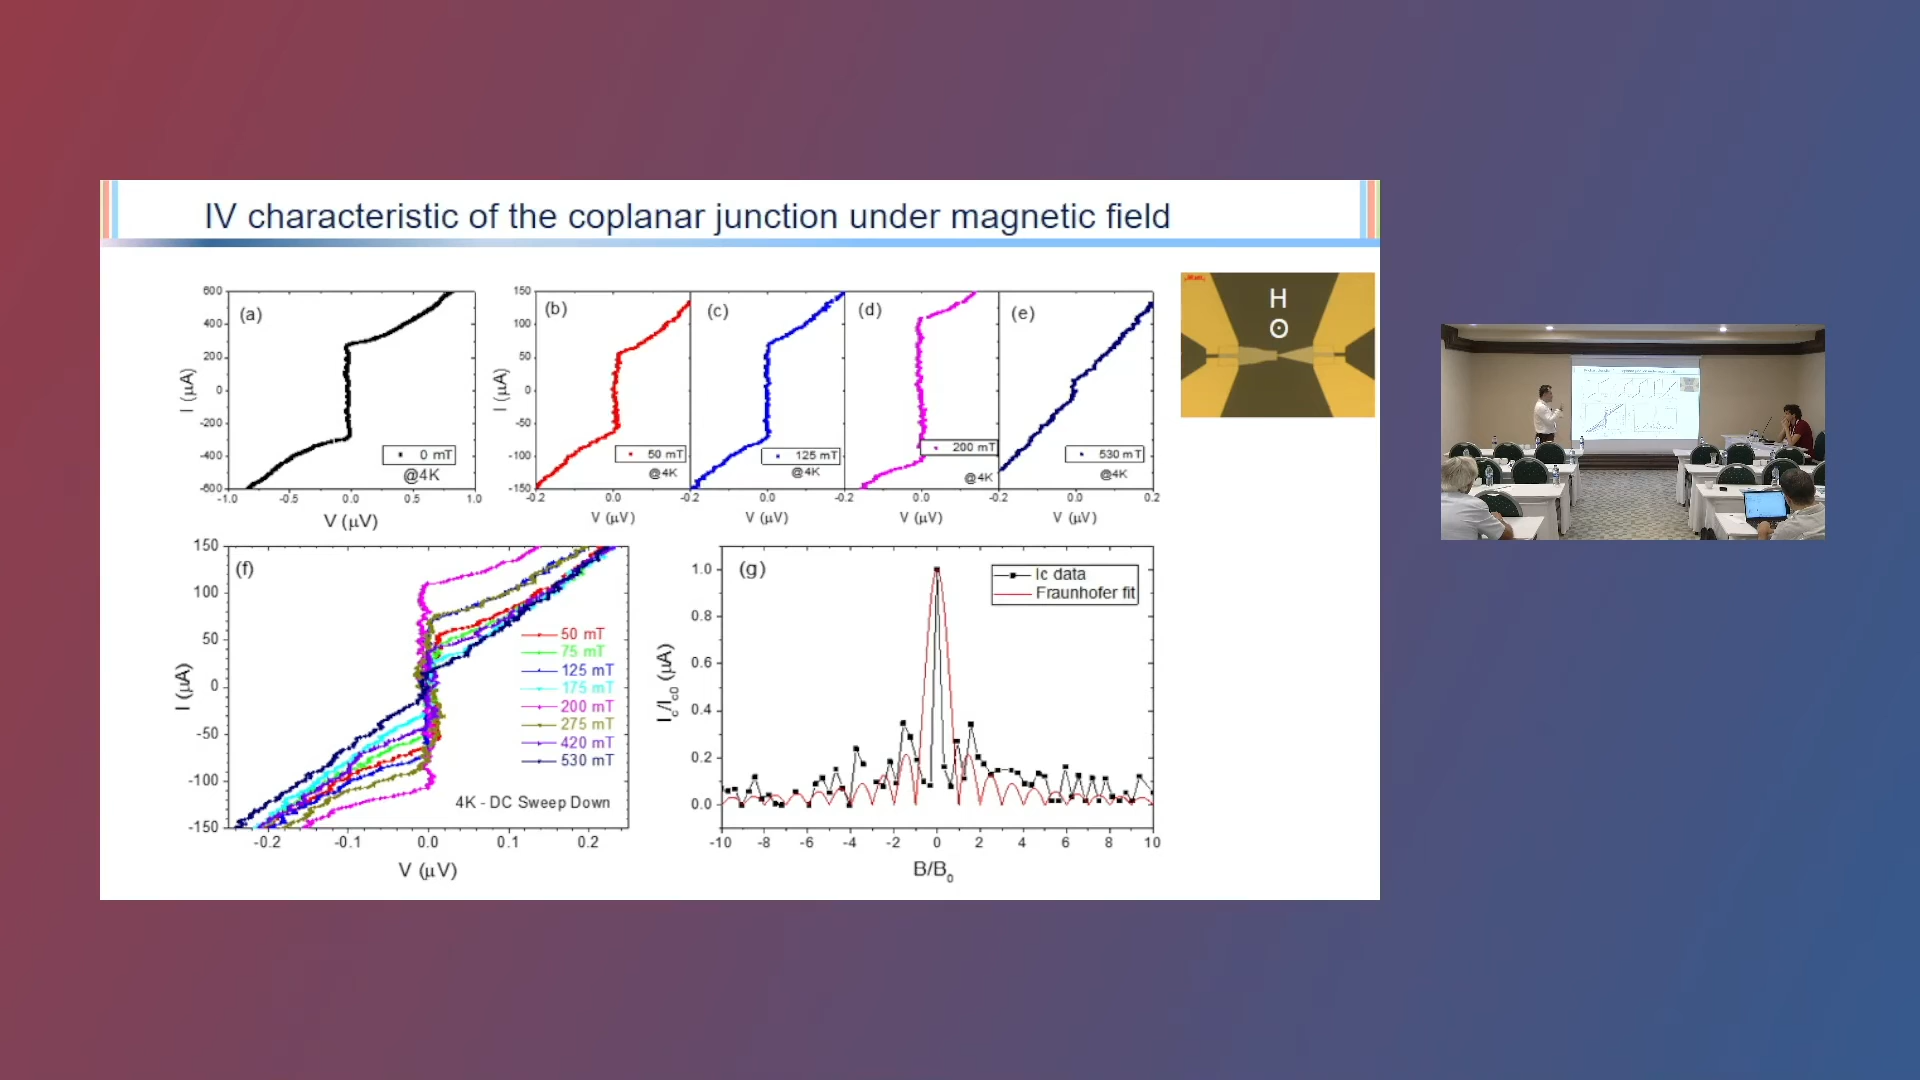 IV characteristic of the coplanar junction under magnetic field
(a)
600
400
200
0
-200
-400
-600
I (μA)
-1.0 -0.5 0.0 0.5 1.0
V (μV)
0 mT
@4K
(b)
150
100
50
0
-50
-100
-150
I (μA)
-0.2 0.0 -0.2
V (μV)
50 mT
@4K
(c)
0.0 -0.2
V (μV)
125 mT
@4K
(d)
0.0 -0.2
V (μV)
200 mT
@4K
(e)
0.0 0.2
V (μV)
530 mT
@4K
H
(f)
150
100
50
0
-50
-100
-150
I (μA)
50 mT
75 mT
125 mT
175 mT
200 mT
275 mT
420 mT
530 mT
4K - DC Sweep Down
-0.2 -0.1 0.0 0.1 0.2
V (μV)
(g)
1.0
0.8
0.6
0.4
0.2
0.0
Ic/Ic0 (μA)
Ic data
Fraunhofer fit
-10 -8 -6 -4 -2 0 2 4 6 8 10
B/B0